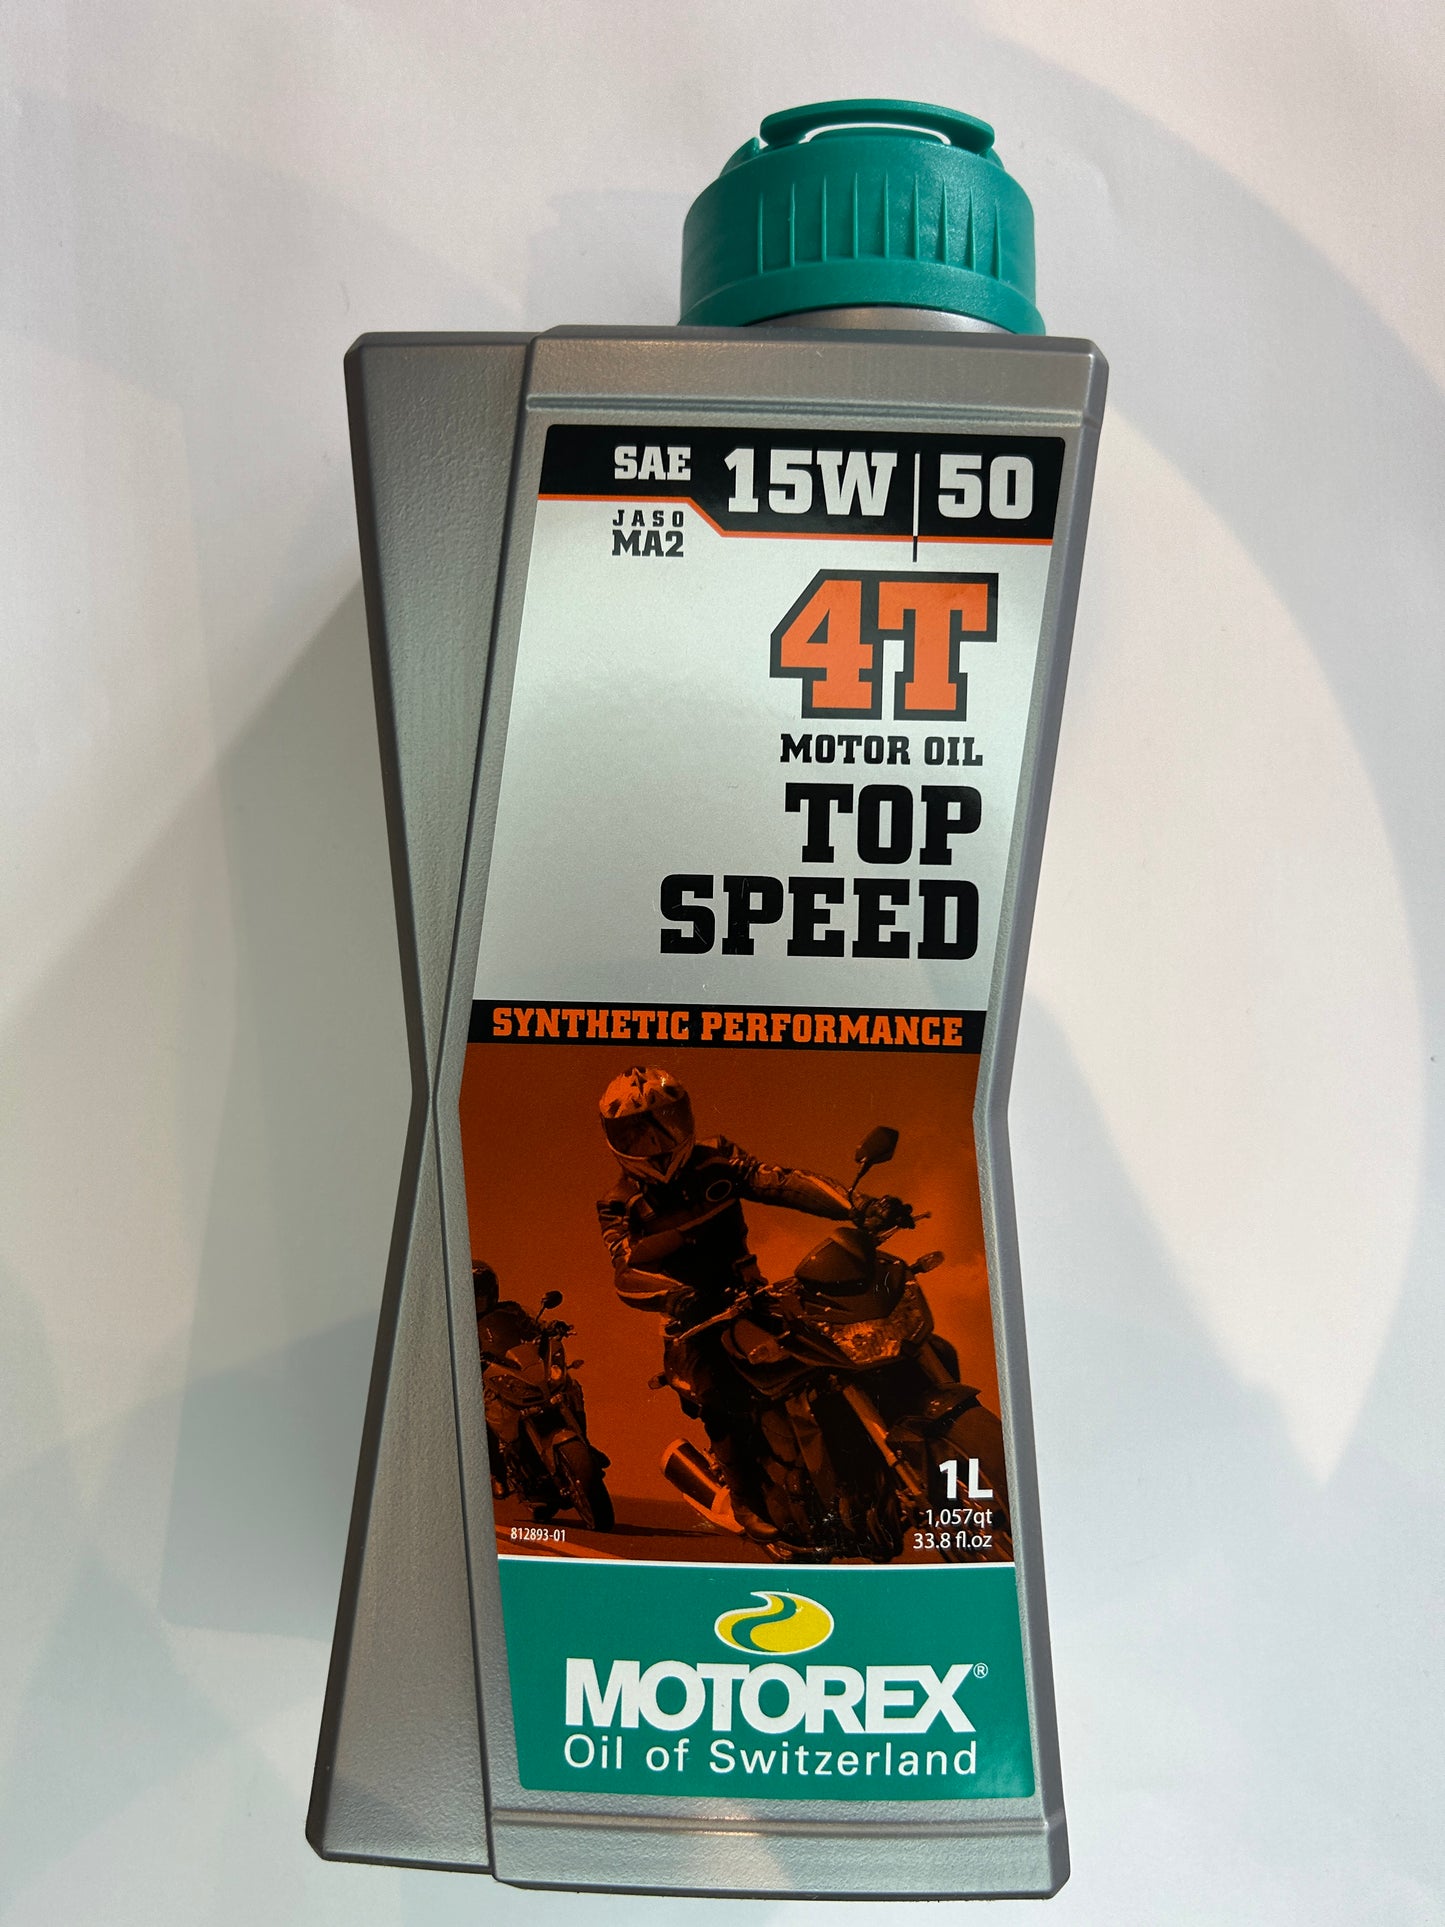 SAE 15W|50
JASO
MA2
4T
MOTOR OIL
TOP
SPEED
SYNTHETIC PERFORMANCE
1L
1,057qt
33.8 fl.oz
812893-01
MOTOREX®
Oil of Switzerland